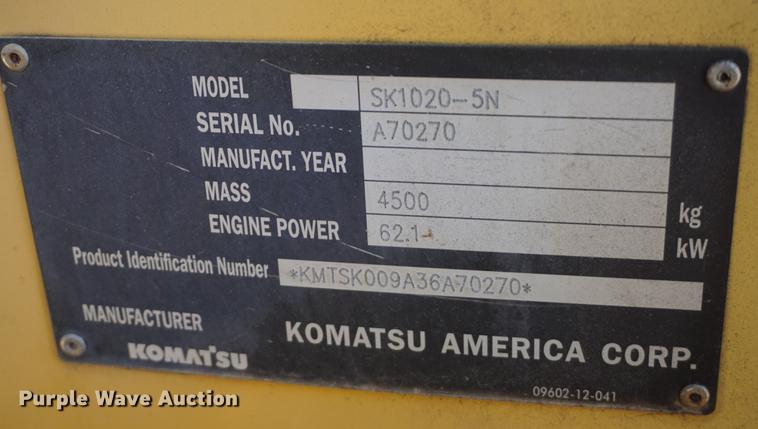 MODEL SK1020-5N
SERIAL No. A70270
MANUFACT. YEAR
MASS 4500 kg
ENGINE POWER 62.1 kW
Product Identification Number *KMTSK009A36A70270*
MANUFACTURER KOMATSU AMERICA CORP.
KOMATSU
09602-12-041
Purple Wave Auction